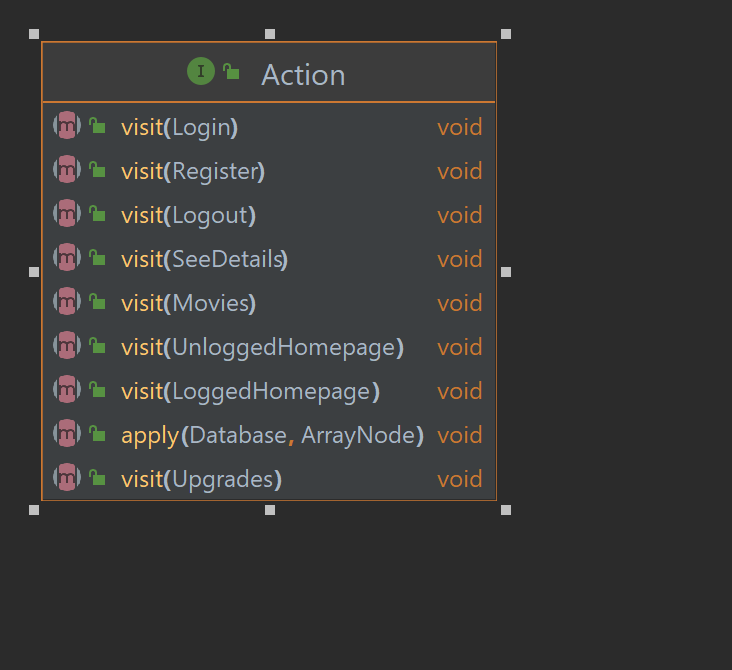 I Action
m visit(Login) void
m visit(Register) void
m visit(Logout) void
m visit(SeeDetails) void
m visit(Movies) void
m visit(UnloggedHomepage) void
m visit(LoggedHomepage) void
m apply(Database, ArrayNode) void
m visit(Upgrades) void